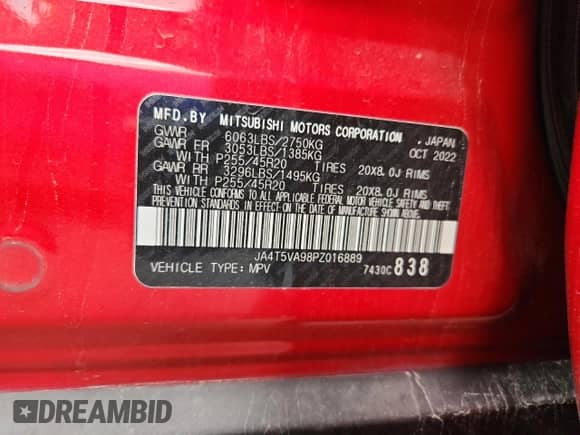 MFD.BY MITSUBISHI MOTORS CORPORATION , JAPAN
GVWR 6063LBS/2750KG OCT 2022
GAWR FR 3053LBS/1385KG
WITH P255/45R20 TIRES 20X8.0J RIMS
GAWR RR 3296LBS/1495KG
WITH P255/45R20 TIRES 20X8.0J RIMS
THIS VEHICLE CONFORMS TO ALL APPLICABLE FEDERAL MOTOR VEHICLE SAFETY AND THEFT
PREVENTION STANDARDS IN EFFECT ON THE DATE OF MANUFACTURE SHOWN ABOVE.
JA4T5VA98PZ016889
VEHICLE TYPE: MPV 7430C 838
DREAMBID